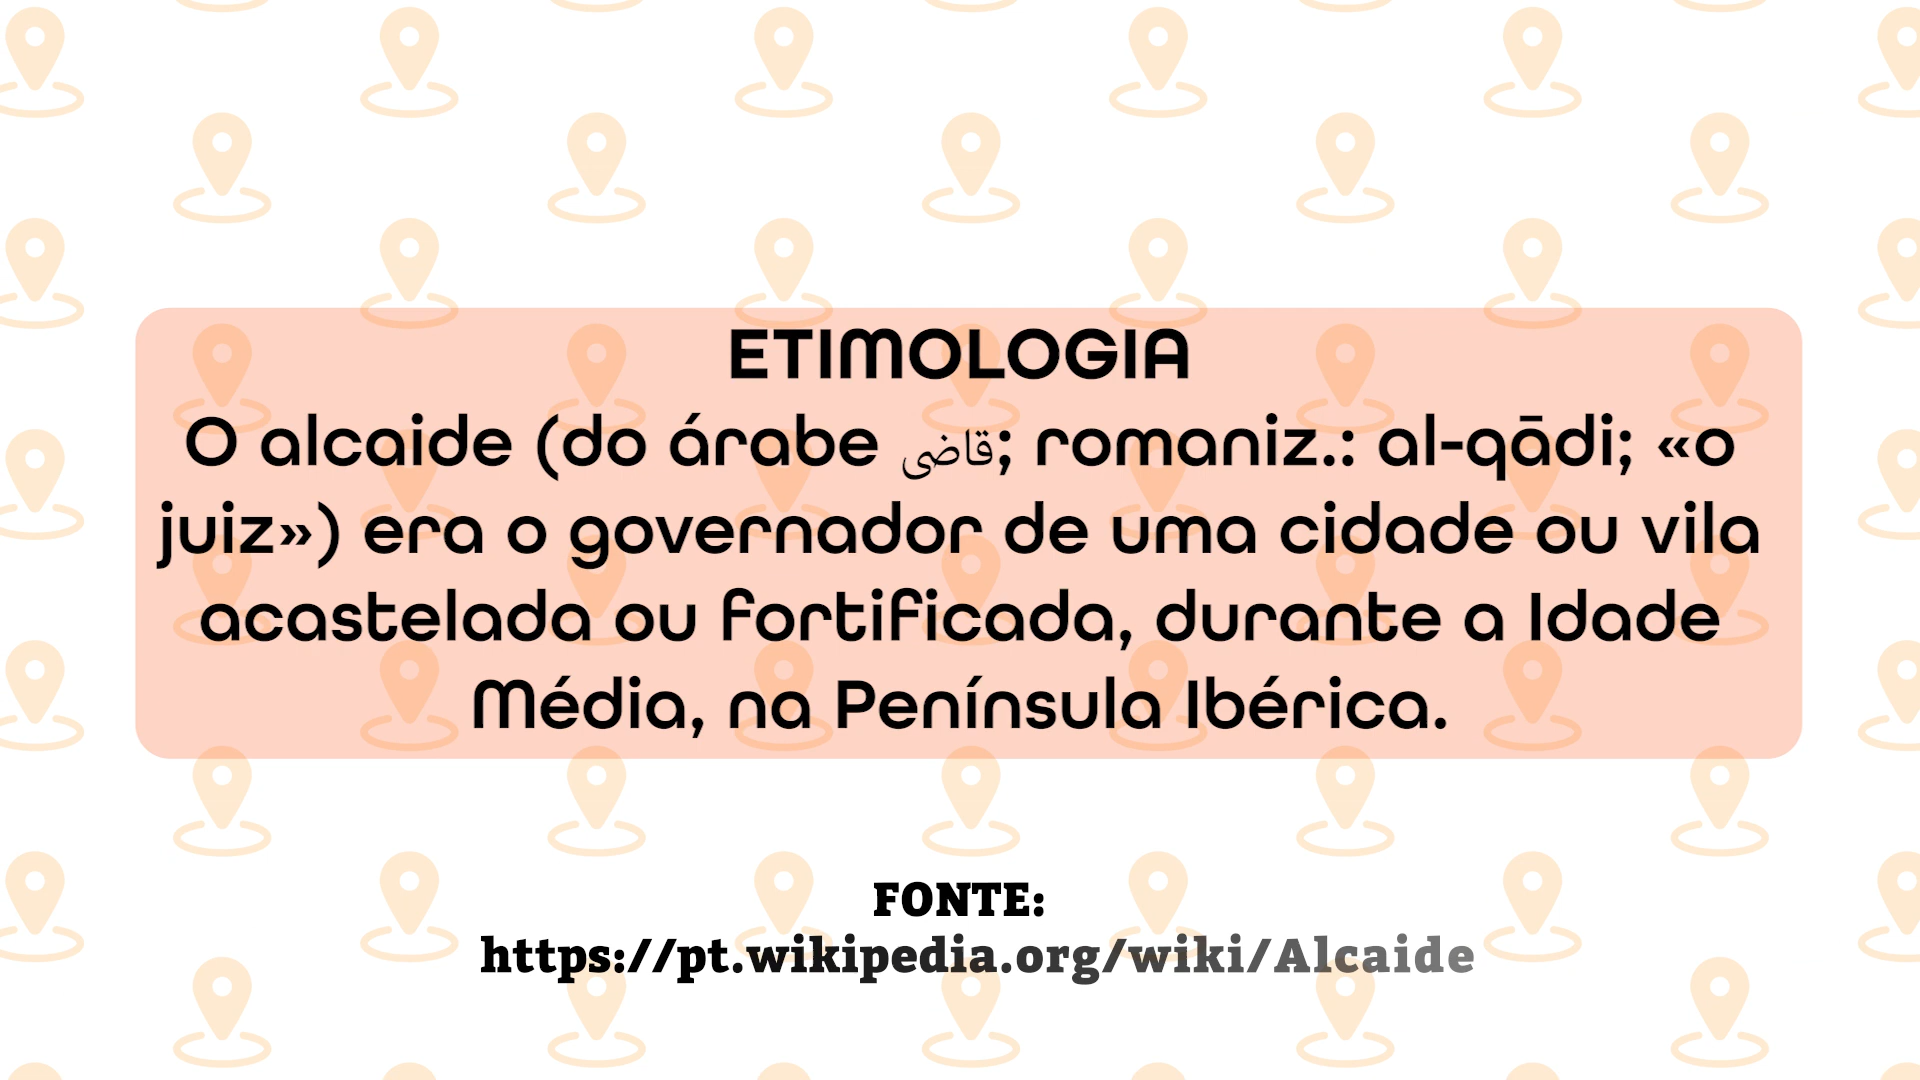 ETIMOLOGIA
O alcaide (do árabe قاضى; romaniz.: al-qādi; «o
juiz») era o governador de uma cidade ou vila
acastelada ou fortificada, durante a Idade
Média, na Península Ibérica.
FONTE:
https://pt.wikipedia.org/wiki/Alcaide